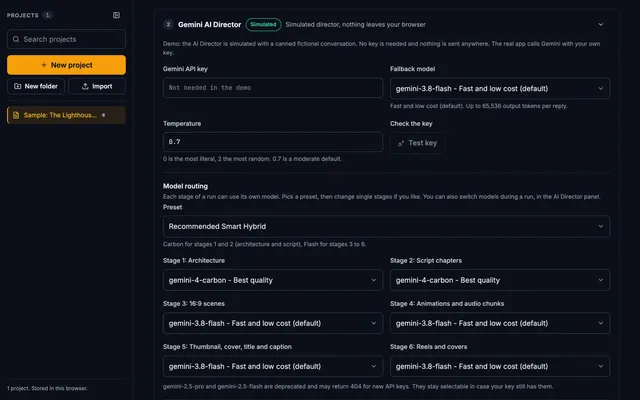 PROJECTS 1
Search projects
+ New project
New folder
Import
Sample: The Lighthous...
1 project. Stored in this browser.
2 Gemini AI Director Simulated Simulated director, nothing leaves your browser
Demo: the AI Director is simulated with a canned fictional conversation. No key is needed and nothing is sent anywhere. The real app calls Gemini with your own
key.
Gemini API key
Not needed in the demo
Fallback model
gemini-3.8-flash - Fast and low cost (default)
Fast and low cost (default). Up to 65,536 output tokens per reply.
Temperature
0.7
0 is the most literal, 2 the most random. 0.7 is a moderate default.
Check the key
Test key
Model routing
Each stage of a run can use its own model. Pick a preset, then change single stages if you like. You can also switch models during a run, in the AI Director panel.
Preset
Recommended Smart Hybrid
Carbon for stages 1 and 2 (architecture and script), Flash for stages 3 to 6.
Stage 1: Architecture
gemini-4-carbon - Best quality
Stage 2: Script chapters
gemini-4-carbon - Best quality
Stage 3: 16:9 scenes
gemini-3.8-flash - Fast and low cost (default)
Stage 4: Animations and audio chunks
gemini-3.8-flash - Fast and low cost (default)
Stage 5: Thumbnail, cover, title and caption
gemini-3.8-flash - Fast and low cost (default)
Stage 6: Reels and covers
gemini-3.8-flash - Fast and low cost (default)
gemini-2.5-pro and gemini-2.5-flash are deprecated and may return 404 for new API keys. They stay selectable in case your key still has them.